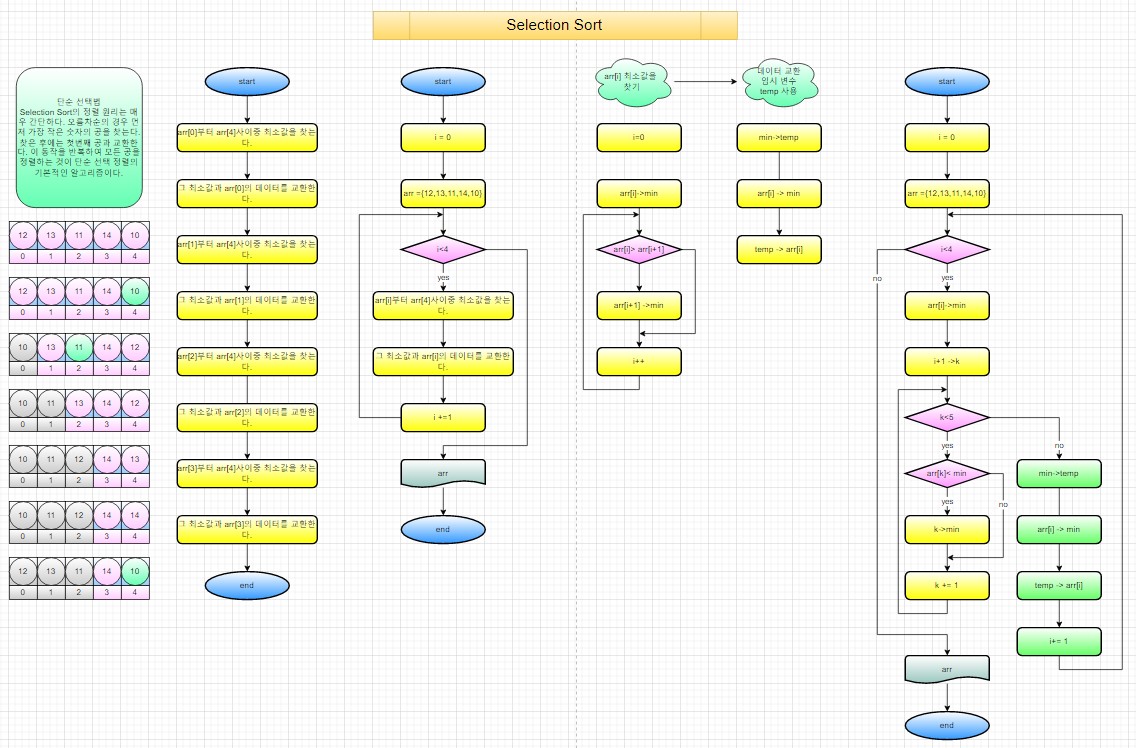 Selection Sort
단순 선택법
Selection Sort의 정렬 원리는 매
우 간단하다. 오름차순의 경우 먼
저 가장 작은 숫자의 공을 찾는다.
찾은 후에는 첫번째 공과 교환한
다. 이 동작을 반복하여 모든 공을
정렬하는 것이 단순 선택 정렬의
기본적인 알고리즘이다.
12 13 11 14 10
0 1 2 3 4
12 13 11 14 10
0 1 2 3 4
10 13 11 14 12
0 1 2 3 4
10 11 13 14 12
0 1 2 3 4
10 11 12 14 13
0 1 2 3 4
10 11 12 14 14
0 1 2 3 4
12 13 11 14 10
0 1 2 3 4
start
arr[0]부터 arr[4]사이중 최소값을 찾는
다.
그 최소값과 arr[0]의 데이터를 교환한
다.
arr[1]부터 arr[4]사이중 최소값을 찾는
다.
그 최소값과 arr[1]의 데이터를 교환한
다.
arr[2]부터 arr[4]사이중 최소값을 찾는
다.
그 최소값과 arr[2]의 데이터를 교환한
다.
arr[3]부터 arr[4]사이중 최소값을 찾는
다.
그 최소값과 arr[3]의 데이터를 교환한
다.
end
start
i = 0
arr ={12,13,11,14,10}
i<4
yes
arr[i]부터 arr[4]사이중 최소값을 찾는
다.
그 최소값과 arr[i]의 데이터를 교환한
다.
i +=1
arr
end
arr[i] 최소값을
찾기
i=0
arr[i]->min
arr[i]> arr[i+1]
arr[i+1] ->min
i++
데이터 교환
임시 변수
temp 사용
min->temp
arr[i] -> min
temp -> arr[i]
start
i = 0
arr ={12,13,11,14,10}
i<4
no
yes
arr[i]->min
i+1 ->k
k<5
yes
no
arr[k]< min
yes
no
k->min
k += 1
min->temp
arr[i] -> min
temp -> arr[i]
i+= 1
arr
end